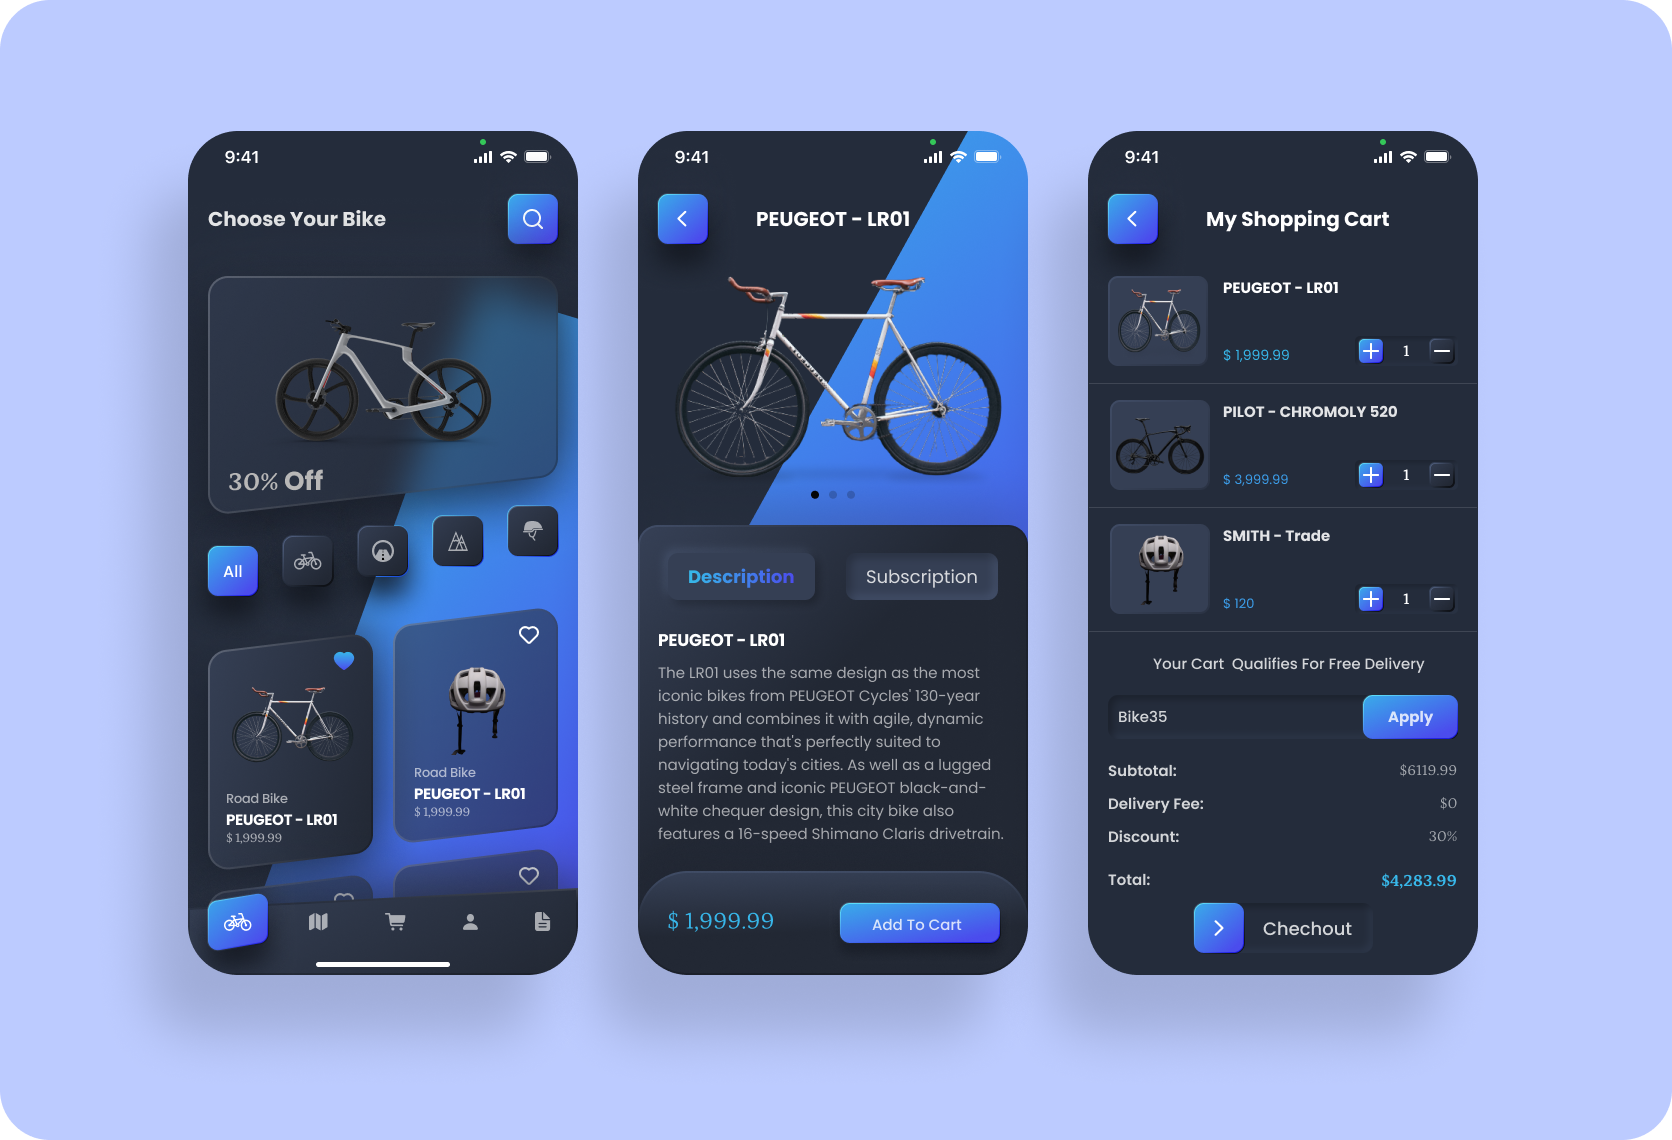 9:41
Choose Your Bike
30% Off
All
Road Bike
PEUGEOT - LR01
$ 1,999.99
Road Bike
PEUGEOT - LR01
$ 1,999.99
9:41
PEUGEOT - LR01
Description
Subscription
PEUGEOT - LR01
The LR01 uses the same design as the most
iconic bikes from PEUGEOT Cycles' 130-year
history and combines it with agile, dynamic
performance that's perfectly suited to
navigating today's cities. As well as a lugged
steel frame and iconic PEUGEOT black-and-
white chequer design, this city bike also
features a 16-speed Shimano Claris drivetrain.
$ 1,999.99
Add To Cart
9:41
My Shopping Cart
PEUGEOT - LR01
$ 1,999.99
1
PILOT - CHROMOLY 520
$ 3,999.99
1
SMITH - Trade
$ 120
1
Your Cart Qualifies For Free Delivery
Bike35
Apply
Subtotal: $6119.99
Delivery Fee: $0
Discount: 30%
Total: $4,283.99
Chechout